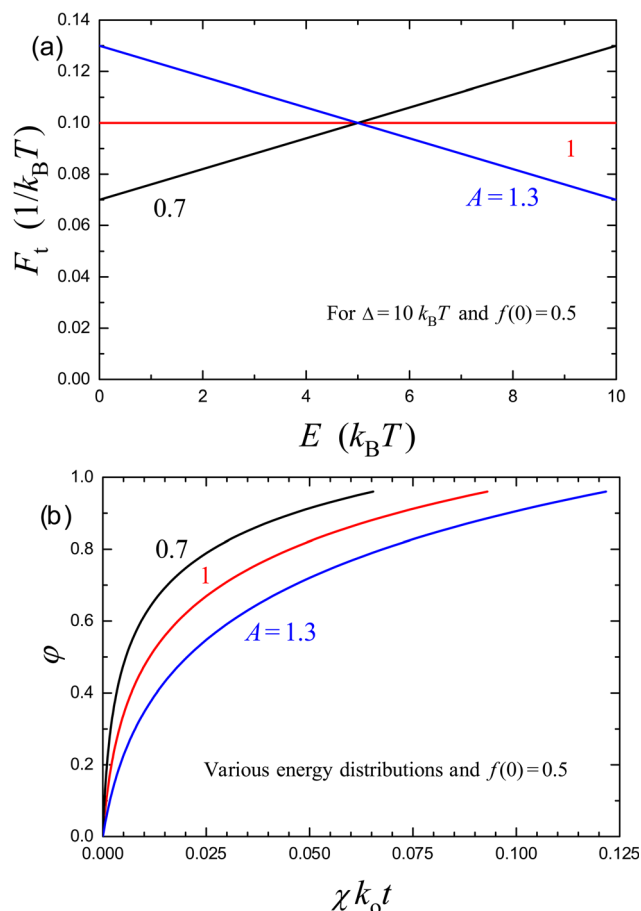 (a)
0.14
0.12
0.10
0.08
0.06
0.04
0.02
0.00
F_t (1/k_BT)
1
0.7
A = 1.3
For Δ = 10 k_BT and f(0) = 0.5
0 2 4 6 8 10
E (k_BT)
(b)
1.0
0.8
0.6
0.4
0.2
0.0
φ
0.7
1
A = 1.3
Various energy distributions and f(0) = 0.5
0.000 0.025 0.050 0.075 0.100 0.125
χ k_o t